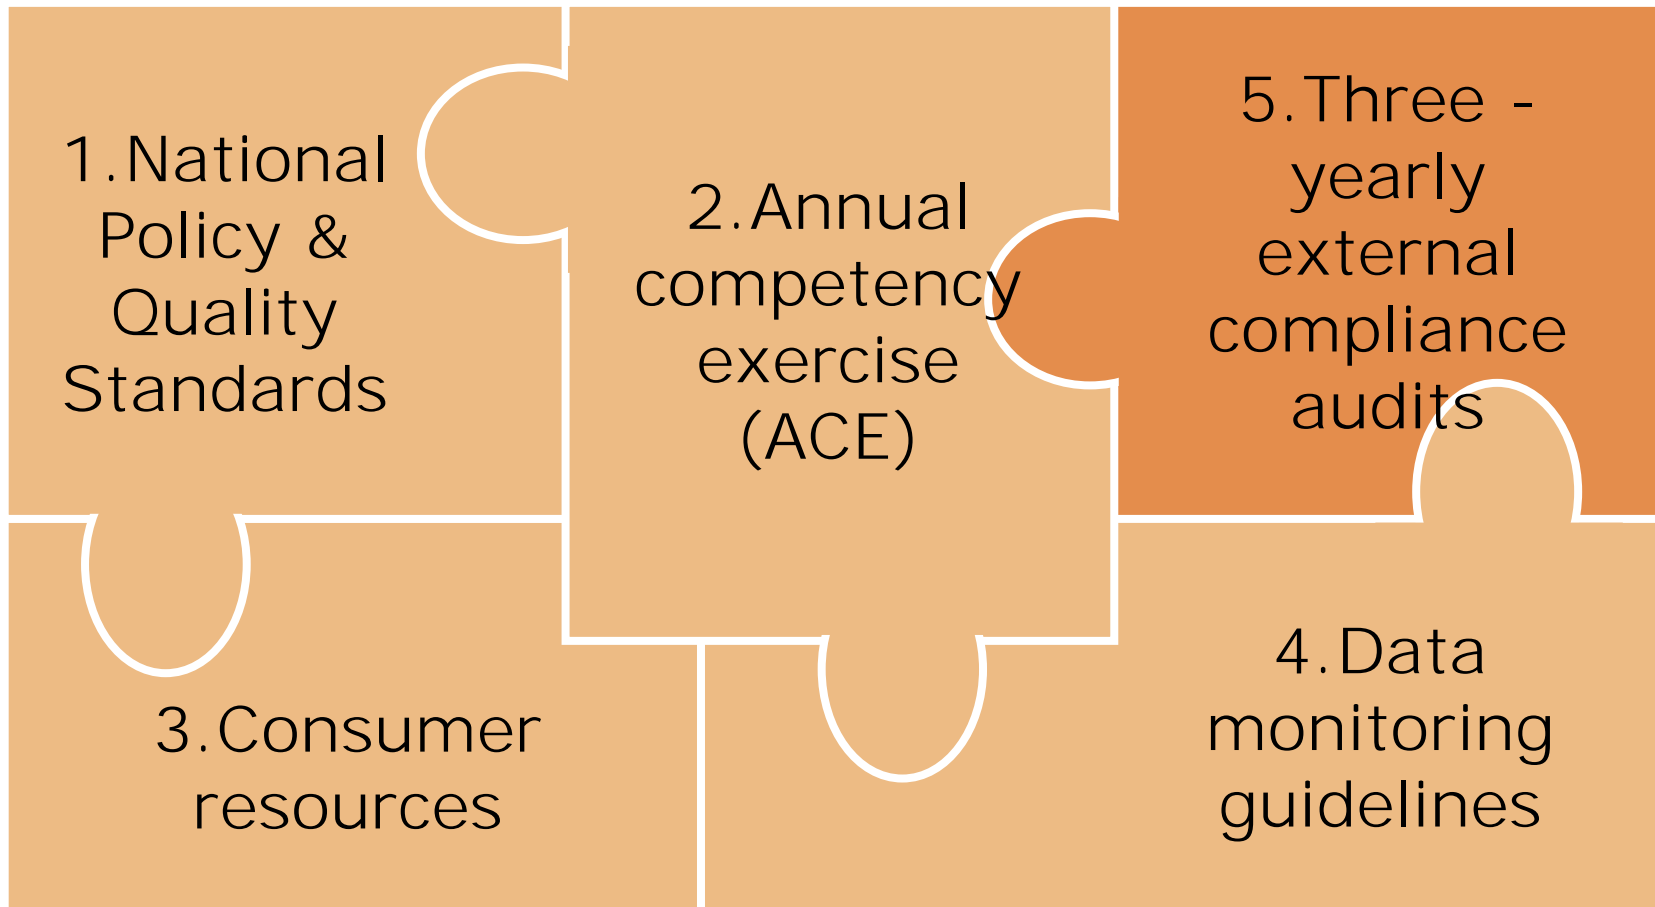 1.National
Policy &
Quality
Standards
2.Annual
competency
exercise
(ACE)
5.Three -
yearly
external
compliance
audits
3.Consumer
resources
4.Data
monitoring
guidelines